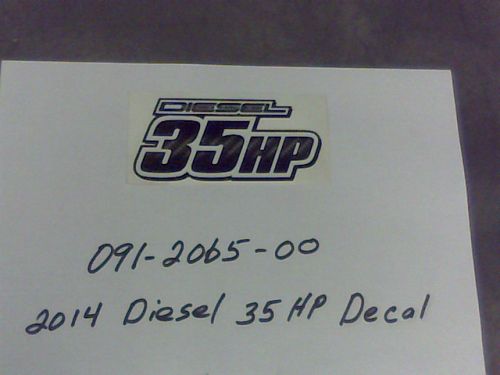 DIESEL
35HP
091-2065-00
2014 Diesel 35 HP Decal